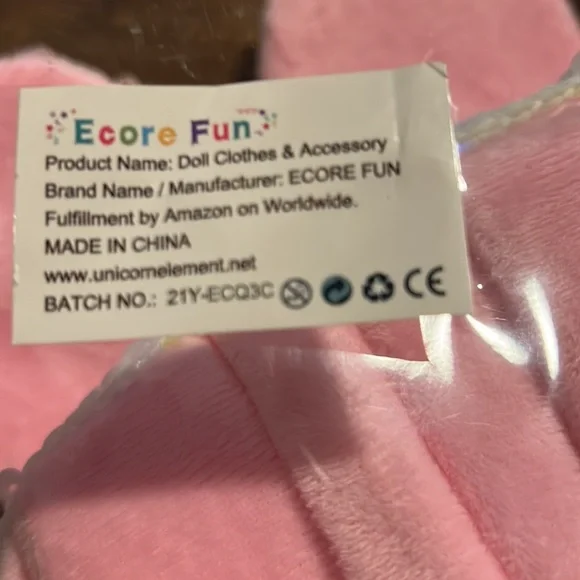 Ecore Fun
Product Name: Doll Clothes & Accessory
Brand Name / Manufacturer: ECORE FUN
Fulfillment by Amazon on Worldwide.
MADE IN CHINA
www.unicornelement.net
BATCH NO.: 21Y-ECQ3C CE